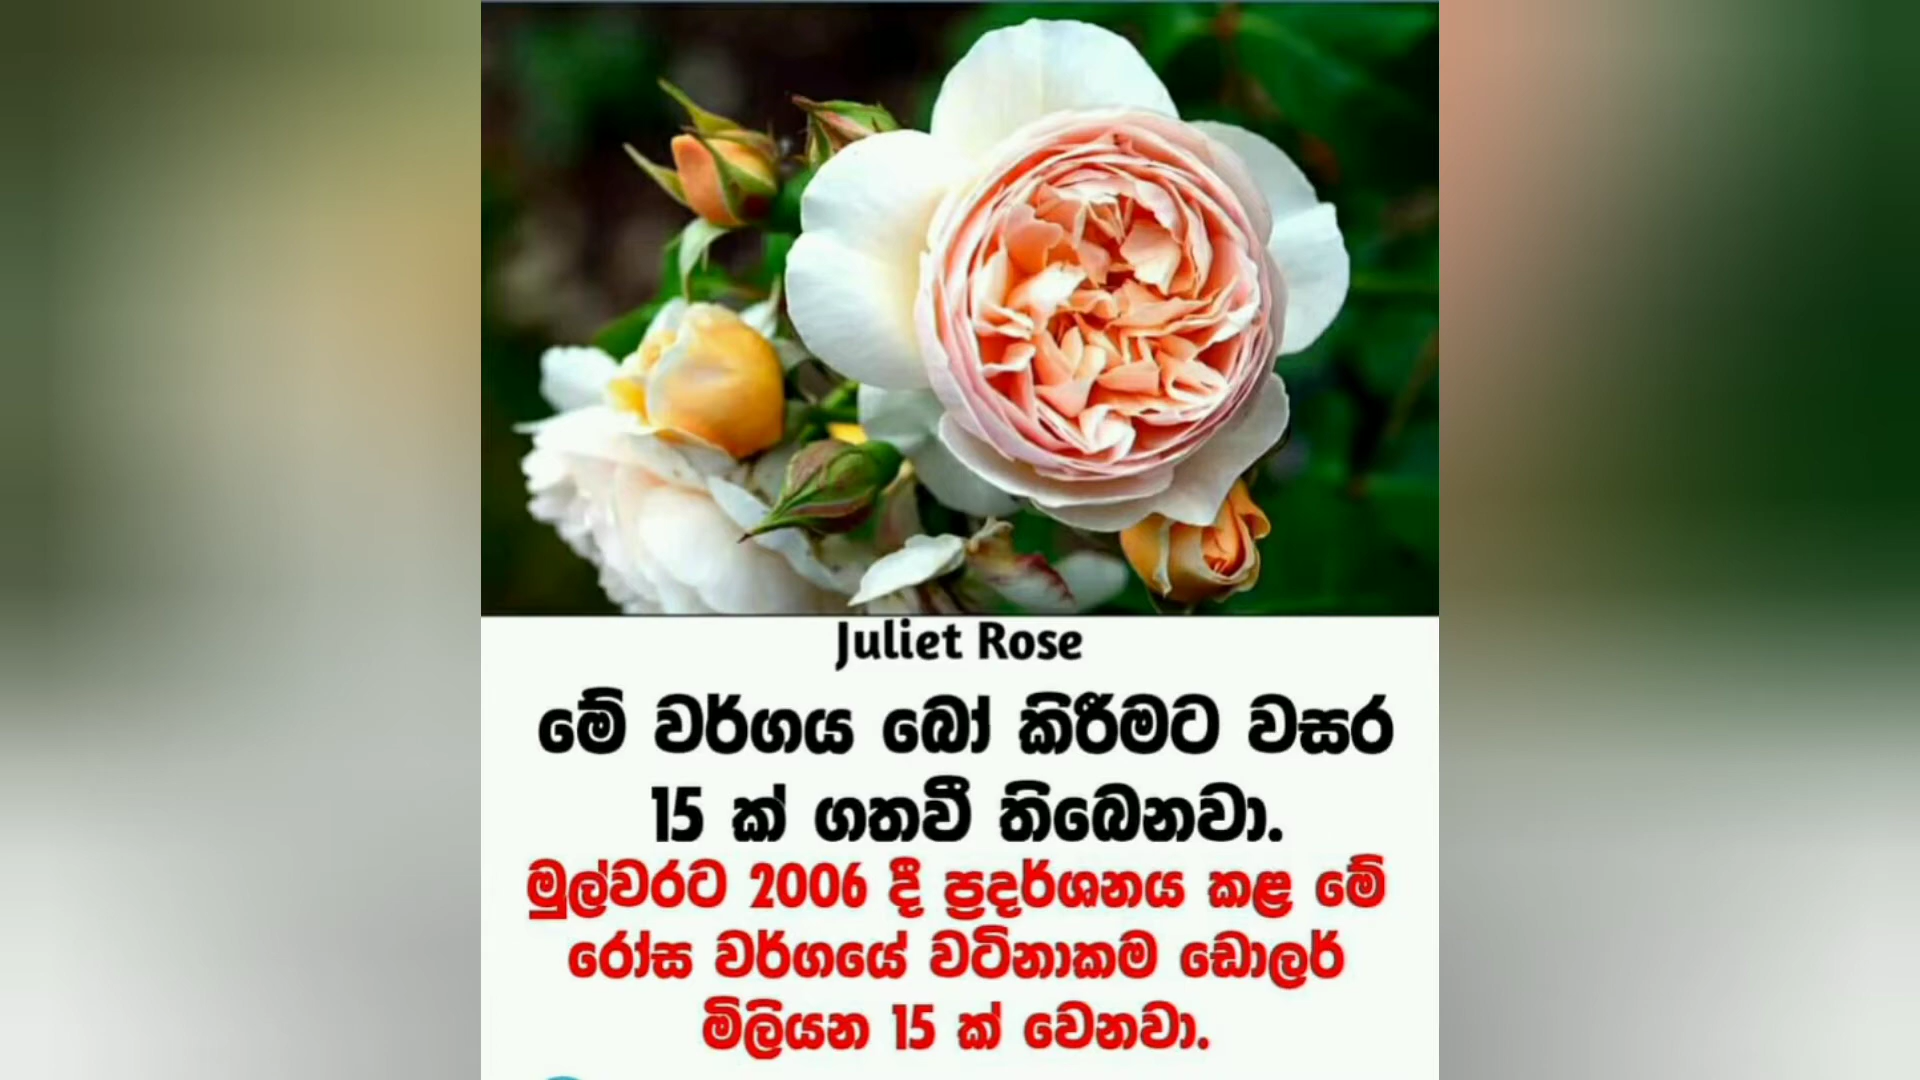 Juliet Rose
මේ වර්ගය බෝ කිරීමට වසර
15 ක් ගතවී තිබෙනවා.
මුල්වරට 2006 දී ප්‍රදර්ශනය කළ මේ
රෝස වර්ගයේ වටිනාකම ඩොලර්
මිලියන 15 ක් වෙනවා.